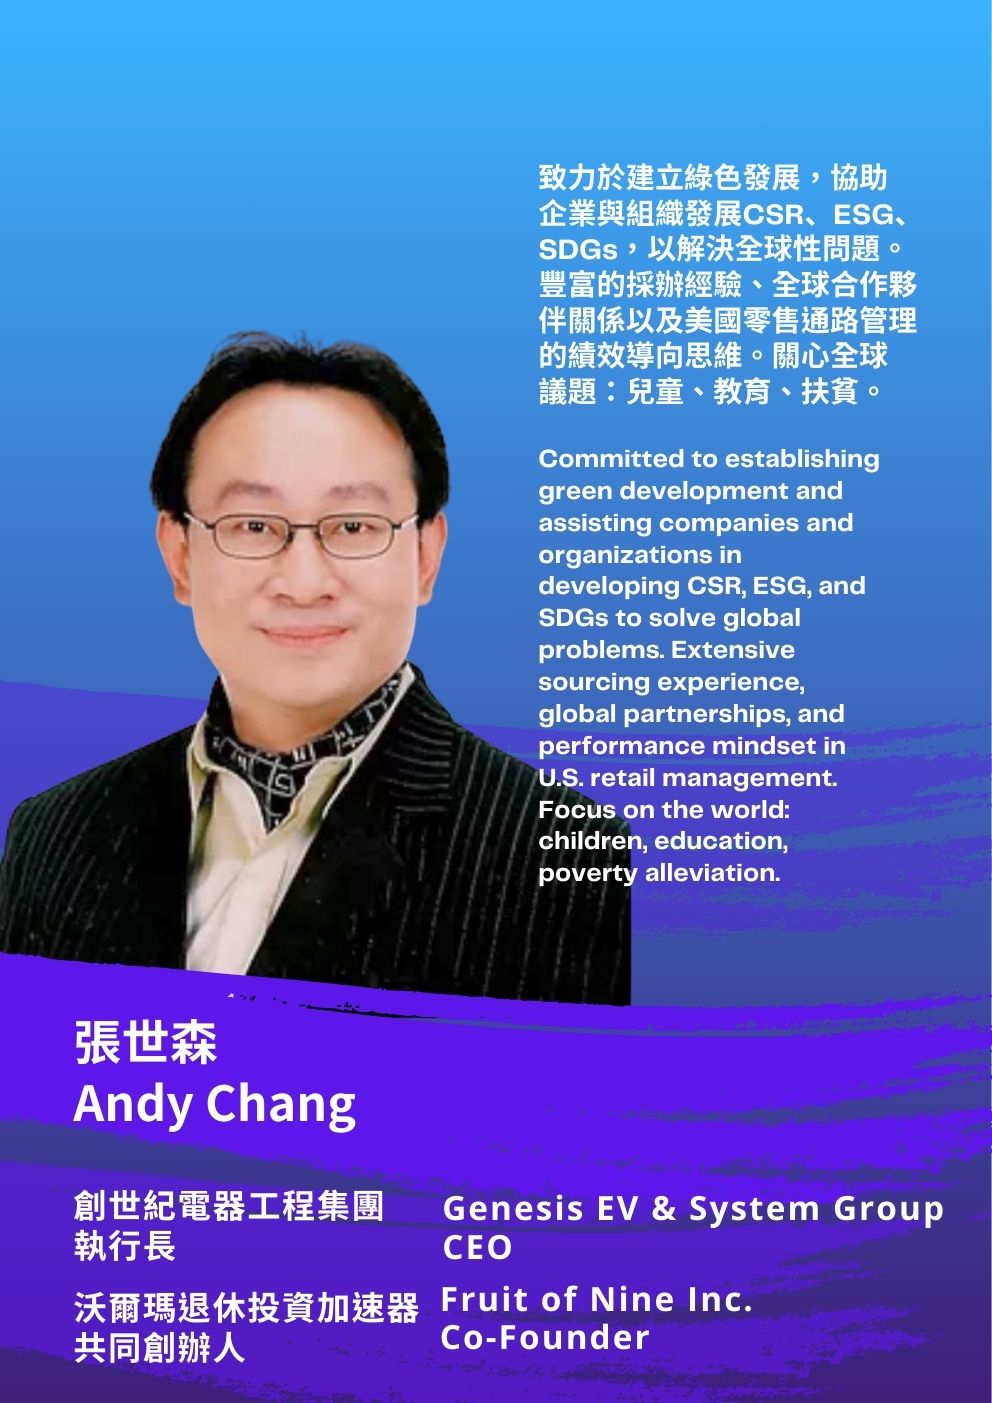 致力於建立綠色發展，協助
企業與組織發展CSR、ESG、
SDGs，以解決全球性問題。
豐富的採辦經驗、全球合作夥
伴關係以及美國零售通路管理
的績效導向思維。關心全球
議題：兒童、教育、扶貧。
Committed to establishing
green development and
assisting companies and
organizations in
developing CSR, ESG, and
SDGs to solve global
problems. Extensive
sourcing experience,
global partnerships, and
performance mindset in
U.S. retail management.
Focus on the world:
children, education,
poverty alleviation.
張世森
Andy Chang
創世紀電器工程集團
執行長
Genesis EV & System Group
CEO
沃爾瑪退休投資加速器
共同創辦人
Fruit of Nine Inc.
Co-Founder